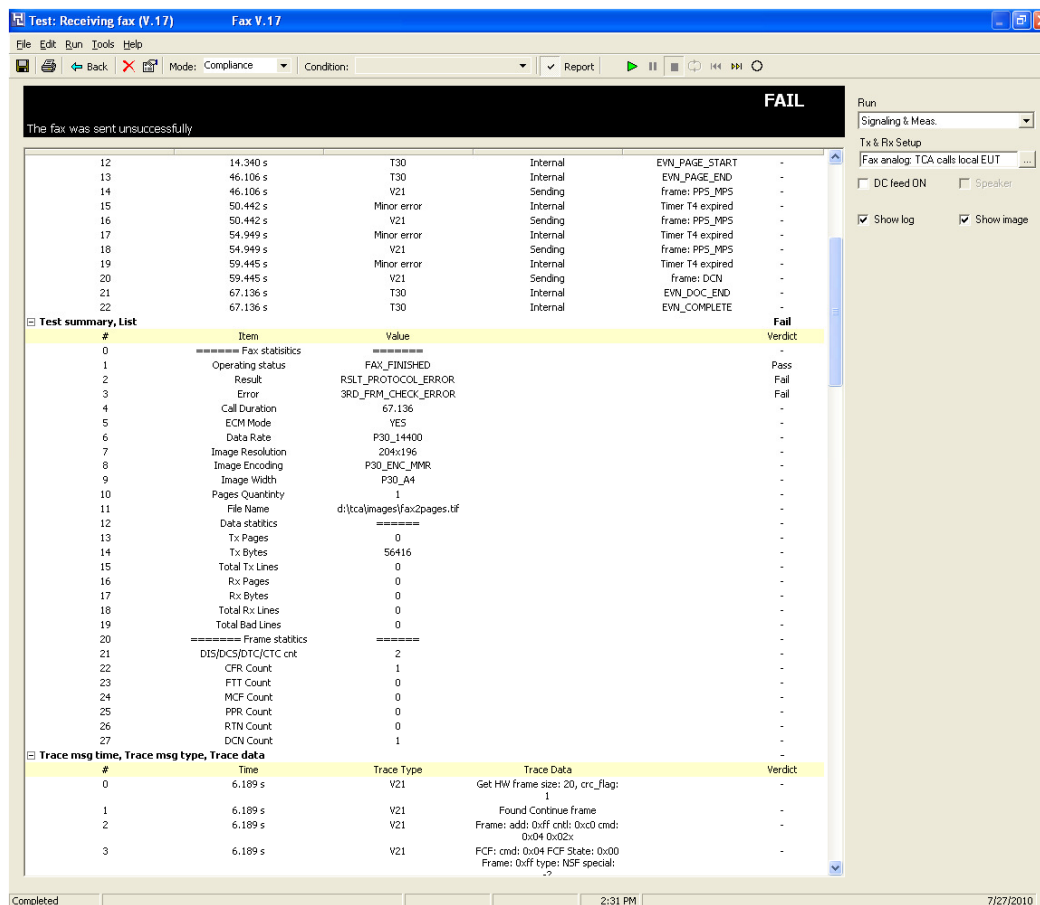 Test: Receiving fax (V.17) Fax V.17
File Edit Run Tools Help
Back Mode: Compliance Condition: Report
FAIL
The fax was sent unsuccessfully
Run
Signaling & Meas.
Tx & Rx Setup
Fax analog: TCA calls local EUT ...
DC feed ON Speaker
Show log Show image
12 14.340 s T30 Internal EVN_PAGE_START -
13 46.106 s T30 Internal EVN_PAGE_END -
14 46.106 s V21 Sending frame: PPS_MPS -
15 50.442 s Minor error Internal Timer T4 expired -
16 50.442 s V21 Sending frame: PPS_MPS -
17 54.949 s Minor error Internal Timer T4 expired -
18 54.949 s V21 Sending frame: PPS_MPS -
19 59.445 s Minor error Internal Timer T4 expired -
20 59.445 s V21 Sending frame: DCN -
21 67.136 s T30 Internal EVN_DOC_END -
22 67.136 s T30 Internal EVN_COMPLETE -
Test summary, List Fail
# Item Value Verdict
0 ====== Fax statisitics ======= -
1 Operating status FAX_FINISHED Pass
2 Result RSLT_PROTOCOL_ERROR Fail
3 Error 3RD_FRM_CHECK_ERROR Fail
4 Call Duration 67.136 -
5 ECM Mode YES -
6 Data Rate P30_14400 -
7 Image Resolution 204x196 -
8 Image Encoding P30_ENC_MMR -
9 Image Width P30_A4 -
10 Pages Quantinty 1 -
11 File Name d:\tca\images\fax2pages.tif -
12 Data statitics ====== -
13 Tx Pages 0 -
14 Tx Bytes 56416 -
15 Total Tx Lines 0 -
16 Rx Pages 0 -
17 Rx Bytes 0 -
18 Total Rx Lines 0 -
19 Total Bad Lines 0 -
20 ======= Frame statitics ====== -
21 DIS/DCS/DTC/CTC cnt 2 -
22 CFR Count 1 -
23 FTT Count 0 -
24 MCF Count 0 -
25 PPR Count 0 -
26 RTN Count 0 -
27 DCN Count 1 -
Trace msg time, Trace msg type, Trace data -
# Time Trace Type Trace Data Verdict
0 6.189 s V21 Get HW frame size: 20, crc_flag: -
1
1 6.189 s V21 Found Continue frame -
2 6.189 s V21 Frame: add: 0xff cntl: 0xc0 cmd: -
0x04 0x02x
3 6.189 s V21 FCF: cmd: 0x04 FCF State: 0x00 -
Frame: 0xff type: NSF special:
-?
Completed 2:31 PM 7/27/2010